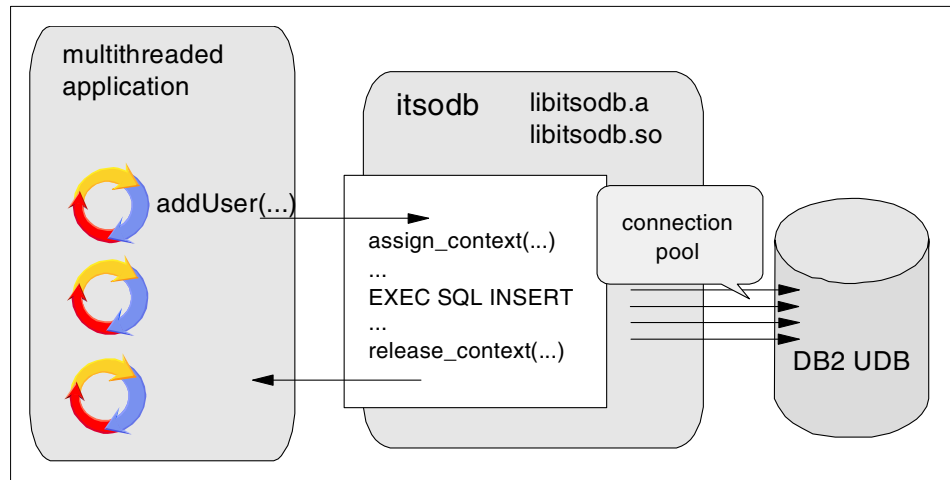 multithreaded
application
addUser(...)
itsodb
libitsodb.a
libitsodb.so
assign_context(...)
...
EXEC SQL INSERT
...
release_context(...)
connection
pool
DB2 UDB